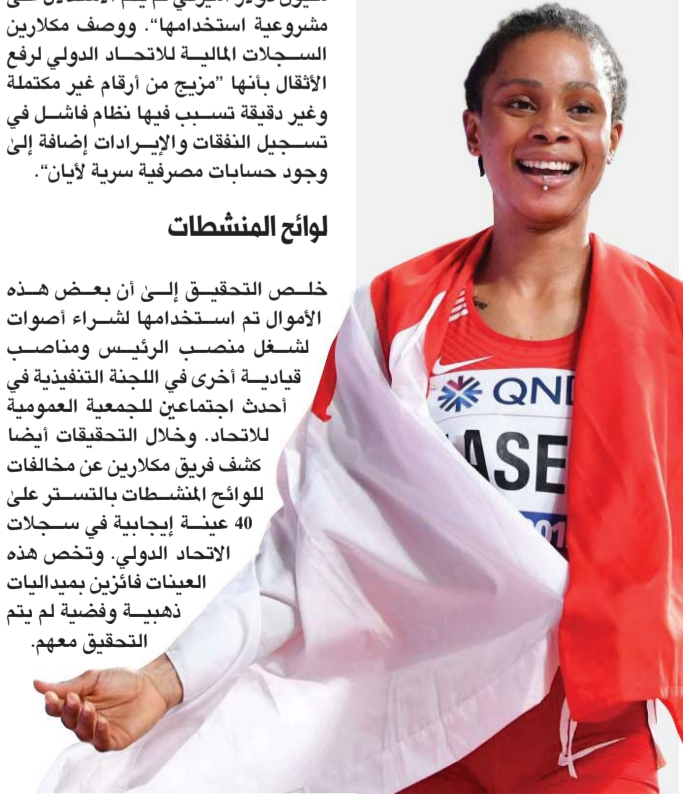 مشروعية استخدامها“. ووصف مكلارين
السجلات المالية للاتحاد الدولي لرفع
الأثقال بأنها ”مزيج من أرقام غير مكتملة
وغير دقيقة تسبب فيها نظام فاشل في
تسجيل النفقات والإيرادات إضافة إلىٰ
وجود حسابات مصرفية سرية لأيان“.
لوائح المنشطات
خلص التحقيق إلىٰ أن بعض هذه
الأموال تم استخدامها لشراء أصوات
لشغل منصب الرئيس ومناصب
قيادية أخرى في اللجنة التنفيذية في
أحدث اجتماعين للجمعية العمومية
للاتحاد. وخلال التحقيقات أيضا
كشف فريق مكلارين عن مخالفات
للوائح المنشطات بالتستر علىٰ
40 عينة إيجابية في سجلات
الاتحاد الدولي. وتخص هذه
العينات فائزين بميداليات
ذهبية وفضية لم يتم
التحقيق معهم.
QN
ASE
201